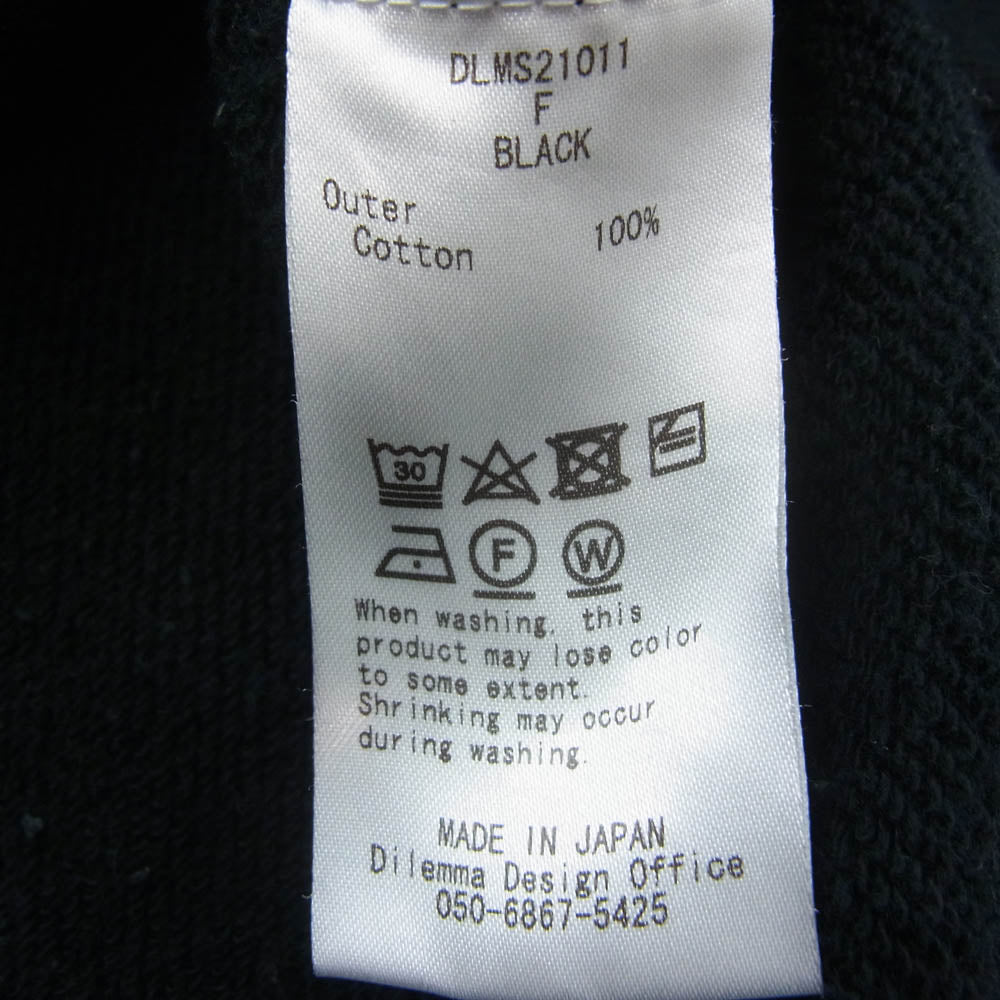 DLMS21011
F
BLACK
Outer
Cotton 100%
30
F W
When washing, this
product may lose color
to some extent.
Shrinking may occur
during washing.
MADE IN JAPAN
Dilemma Design Office
050-6867-5425